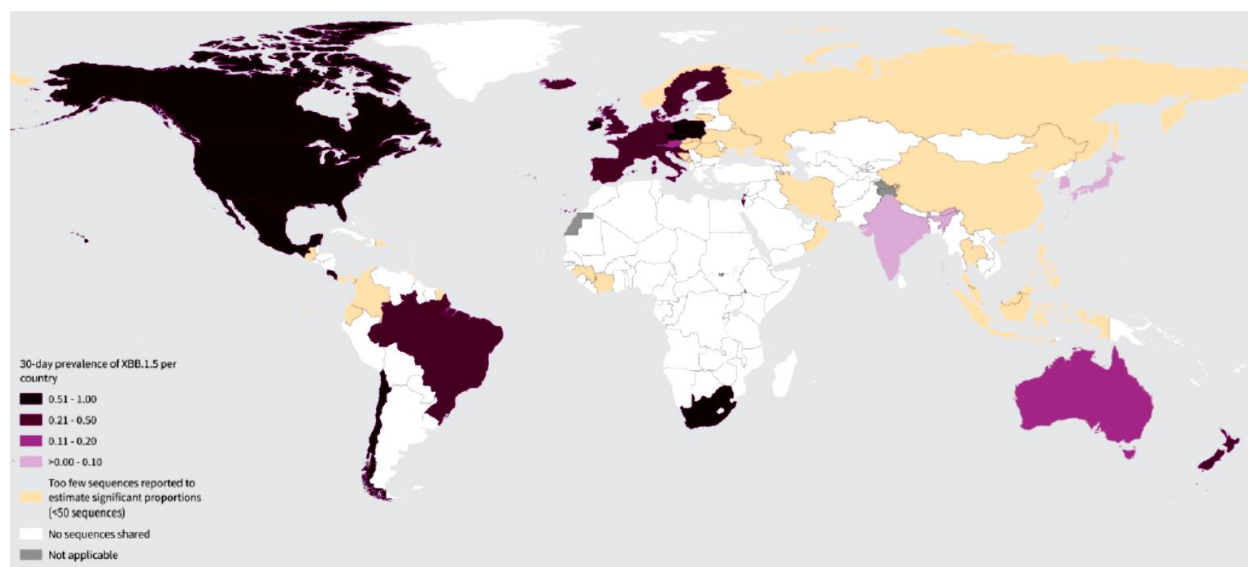 30-day prevalence of XBB.1.5 per
country
0.51 - 1.00
0.21 - 0.50
0.11 - 0.20
>0.00 - 0.10
Too few sequences reported to
estimate significant proportions
(<50 sequences)
No sequences shared
Not applicable